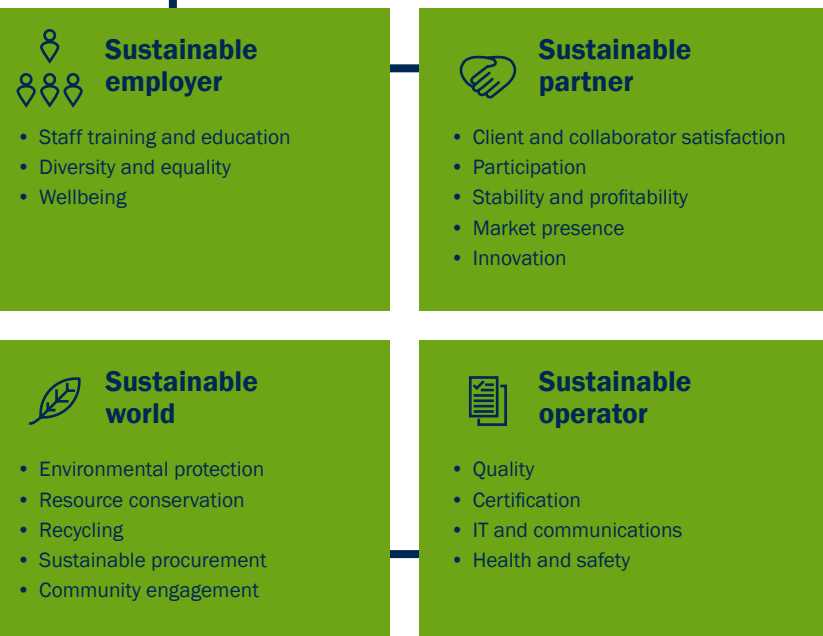 Sustainable
employer
• Staff training and education
• Diversity and equality
• Wellbeing
Sustainable
partner
• Client and collaborator satisfaction
• Participation
• Stability and profitability
• Market presence
• Innovation
Sustainable
world
• Environmental protection
• Resource conservation
• Recycling
• Sustainable procurement
• Community engagement
Sustainable
operator
• Quality
• Certification
• IT and communications
• Health and safety